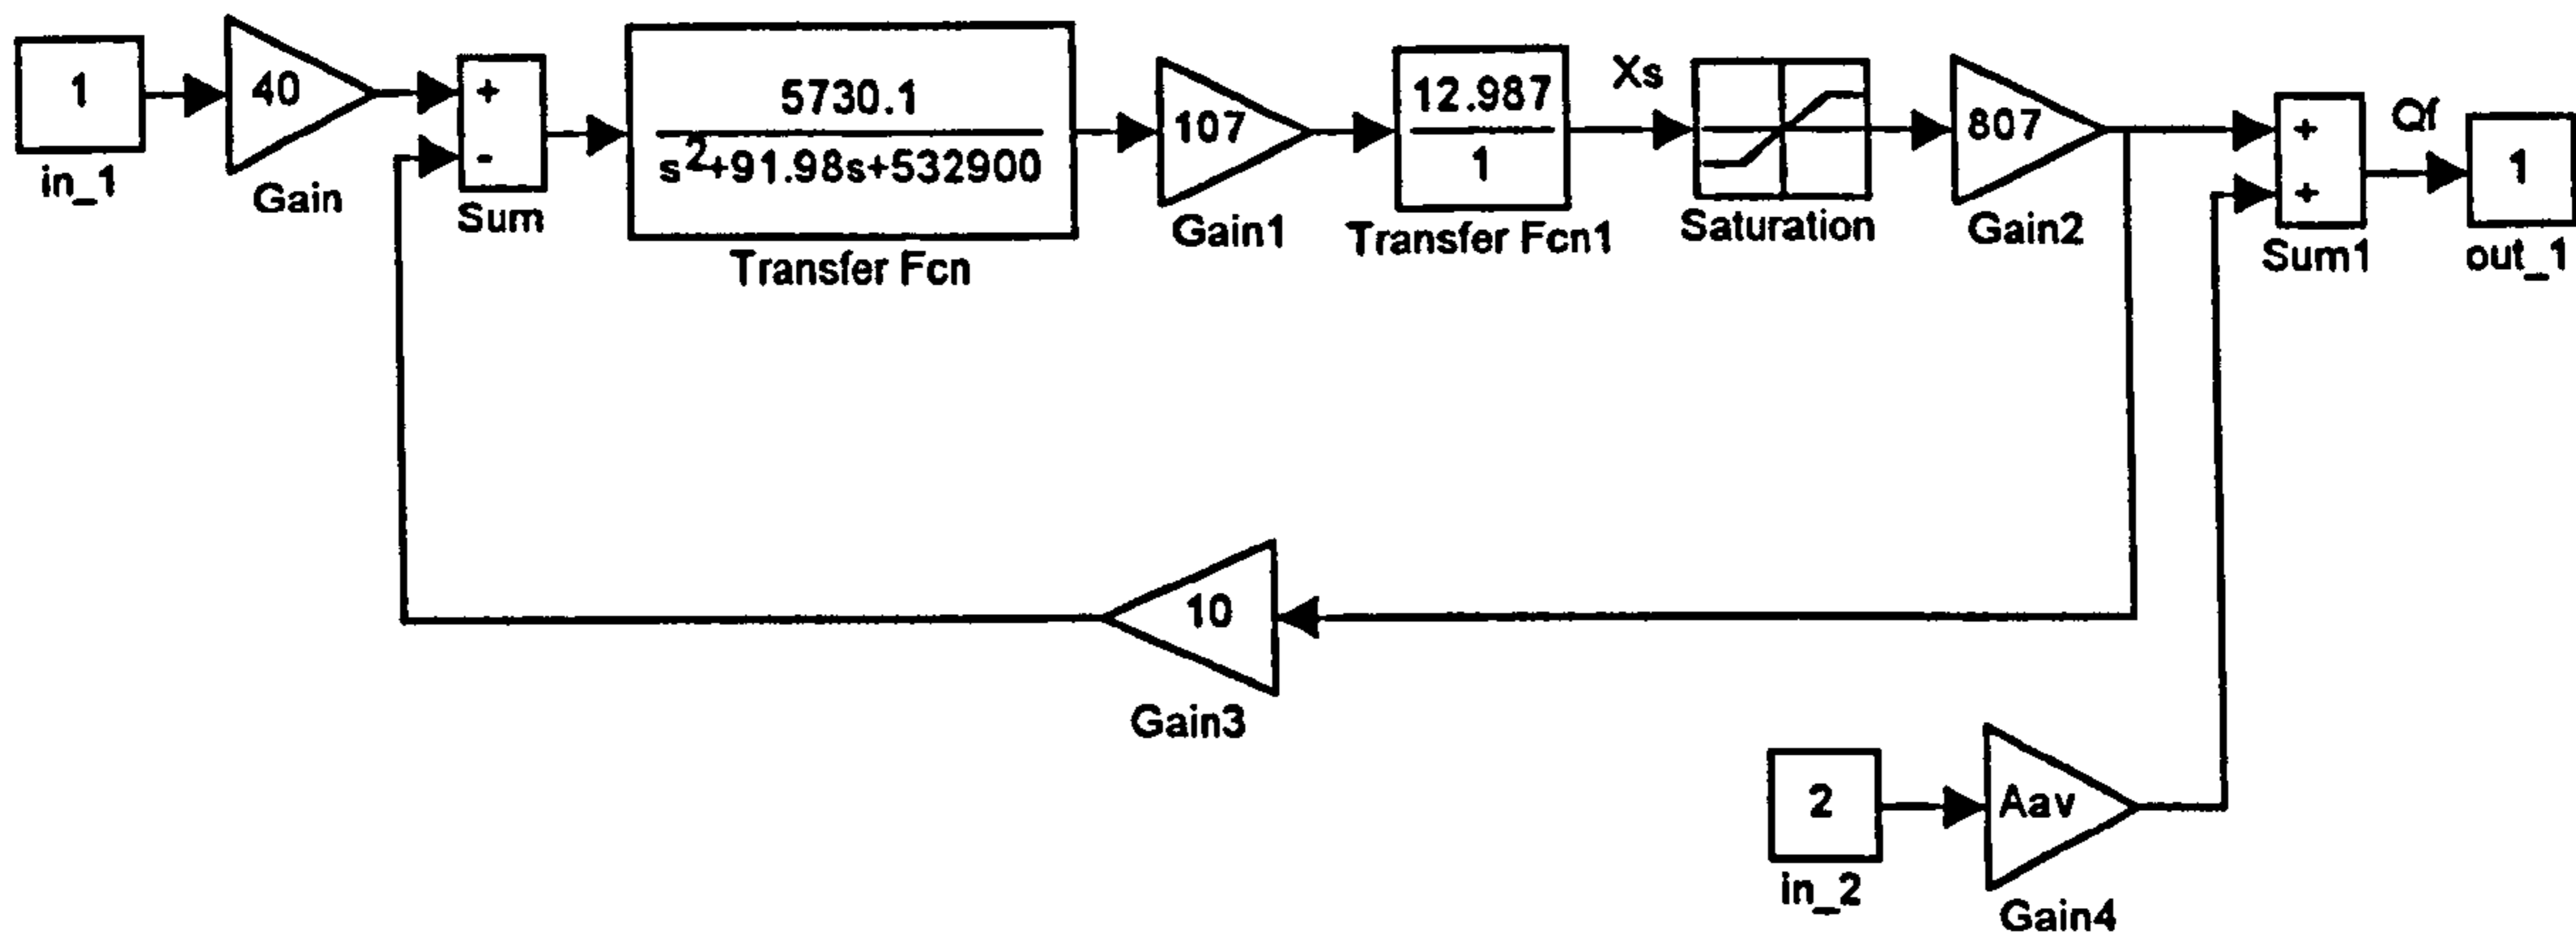 1
in_1
40
Gain
+
-
Sum
5730.1
s²+91.98s+532900
Transfer Fcn
107
Gain1
12.987
1
Transfer Fcn1
Xs
Saturation
807
Gain2
+
+
Sum1
Qf
1
out_1
10
Gain3
2
in_2
Aav
Gain4